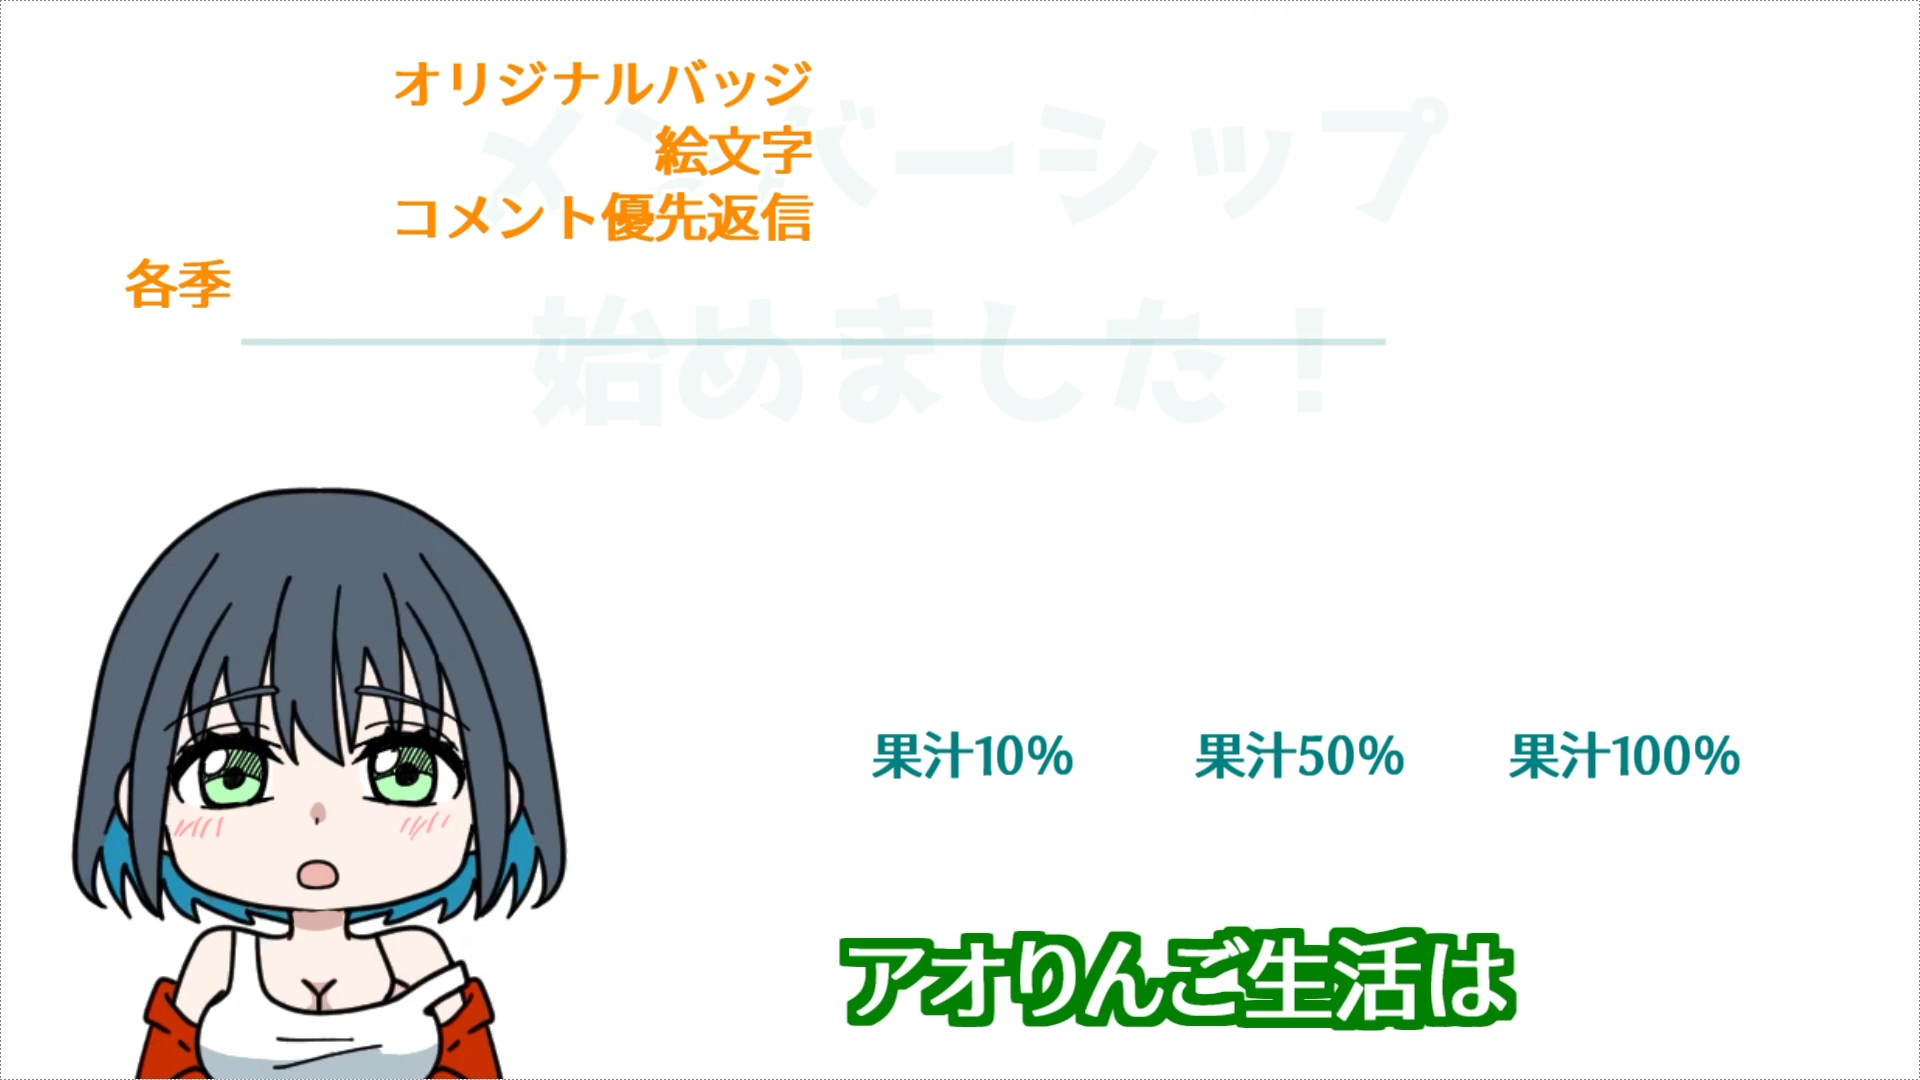 オリジナルバッジ
絵文字
コメント優先返信
各季
メンバーシップ
始めました！
果汁10%
果汁50%
果汁100%
アオりんご生活は